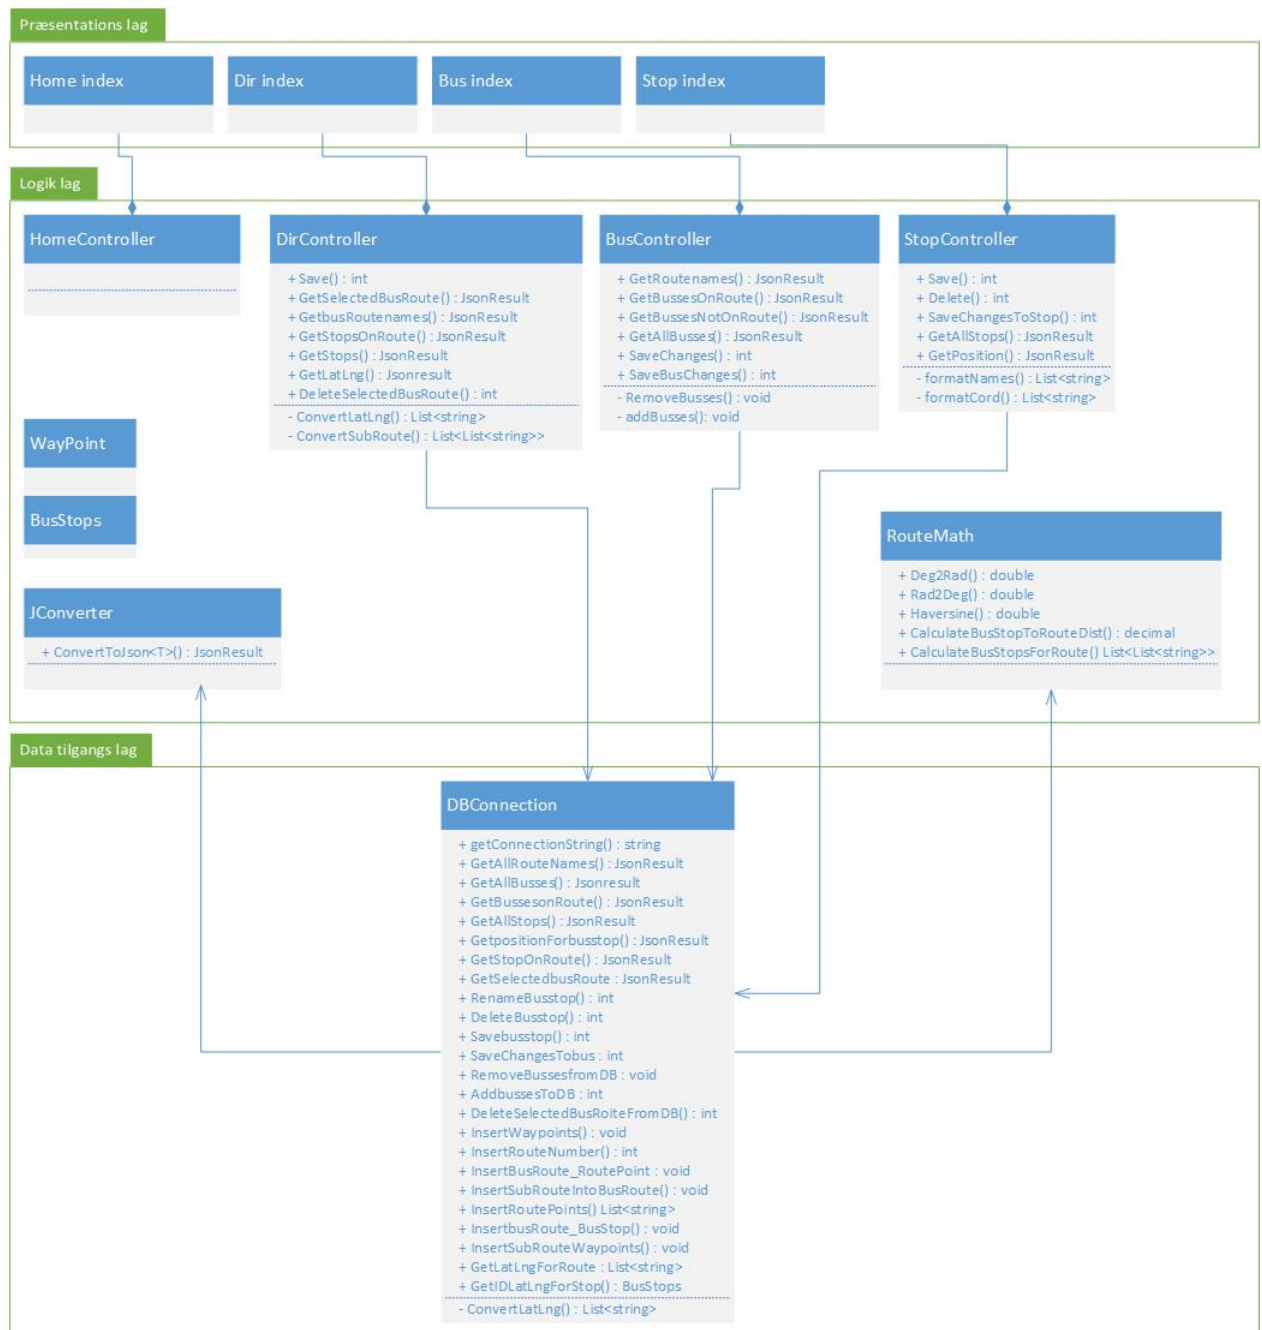 Præsentations lag
Home index
Dir index
Bus index
Stop index
Logik lag
HomeController
DirController
+ Save() : int
+ GetSelectedBusRoute() : JsonResult
+ GetbusRoutenames() : JsonResult
+ GetStopsOnRoute() : JsonResult
+ GetStops() : JsonResult
+ GetLatLng() : Jsonresult
+ DeleteSelectedBusRoute() : int
- ConvertLatLng() : List<string>
- ConvertSubRoute() : List<List<string>>
BusController
+ GetRoutenames() : JsonResult
+ GetBussesOnRoute() : JsonResult
+ GetBussesNotOnRoute() : JsonResult
+ GetAllBusses() : JsonResult
+ SaveChanges() : int
+ SaveBusChanges() : int
- RemoveBusses() : void
- addBusses(): void
StopController
+ Save() : int
+ Delete() : int
+ SaveChangesToStop() : int
+ GetAllStops() : JsonResult
+ GetPosition() : JsonResult
- formatNames() : List<string>
- formatCord() : List<string>
WayPoint
BusStops
JConverter
+ ConvertToJson<T>() : JsonResult
RouteMath
+ Deg2Rad() : double
+ Rad2Deg() : double
+ Haversine() : double
+ CalculateBusStopToRouteDist() : decimal
+ CalculateBusStopsForRoute() List<List<string>>
Data tilgangs lag
DBConnection
+ getConnectionString() : string
+ GetAllRouteNames() : JsonResult
+ GetAllBusses() : Jsonresult
+ GetBussesonRoute() : JsonResult
+ GetAllStops() : JsonResult
+ GetpositionForbusstop() : JsonResult
+ GetStopOnRoute() : JsonResult
+ GetSelectedbusRoute : JsonResult
+ RenameBusstop() : int
+ DeleteBusstop() : int
+ Savebusstop() : int
+ SaveChangesTobus : int
+ RemoveBussesfromDB : void
+ AddbussesToDB : int
+ DeleteSelectedBusRoiteFromDB() : int
+ InsertWaypoints() : void
+ InsertRouteNumber() : int
+ InsertBusRoute_RoutePoint : void
+ InsertSubRouteIntoBusRoute() : void
+ InsertRoutePoints() List<string>
+ InsertbusRoute_BusStop() : void
+ InsertSubRouteWaypoints() : void
+ GetLatLngForRoute : List<string>
+ GetIDLatLngForStop() : BusStops
- ConvertLatLng() : List<string>